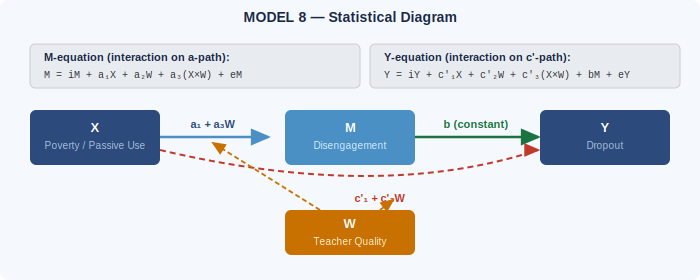 MODEL 8 — Statistical Diagram
M-equation (interaction on a-path):
M = iM + a₁X + a₂W + a₃(X×W) + eM
Y-equation (interaction on c'-path):
Y = iY + c'₁X + c'₂W + c'₃(X×W) + bM + eY
X
Poverty / Passive Use
a₁ + a₃W
M
Disengagement
b (constant)
Y
Dropout
c'₁ + c'₃W
W
Teacher Quality